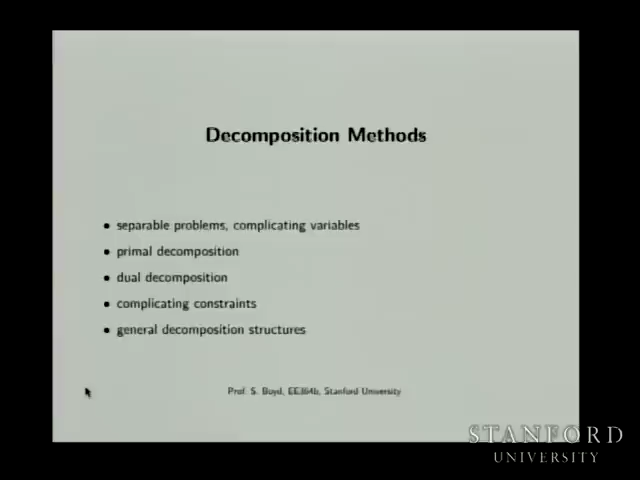 Decomposition Methods
• separable problems, complicating variables
• primal decomposition
• dual decomposition
• complicating constraints
• general decomposition structures
Prof. S. Boyd, EE364b, Stanford University
STANFORD
UNIVERSITY